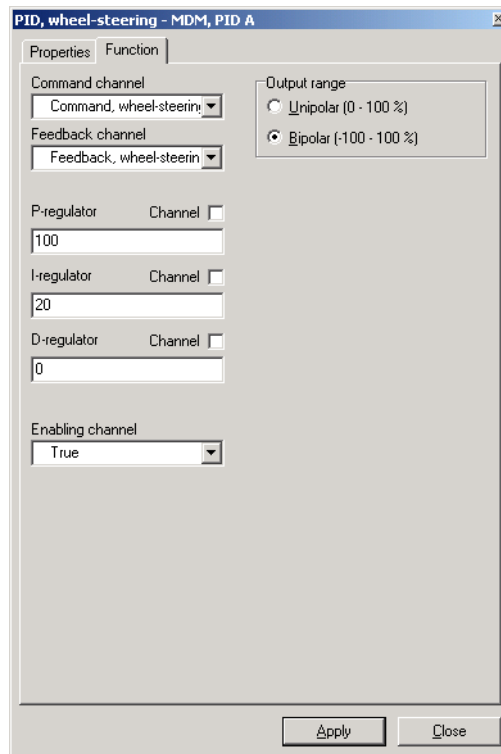 PID, wheel-steering - MDM, PID A
Properties
Function
Command channel
Command, wheel-steering
Feedback channel
Feedback, wheel-steerin
P-regulator Channel
100
I-regulator Channel
20
D-regulator Channel
0
Enabling channel
True
Output range
Unipolar (0 - 100 %)
Bipolar (-100 - 100 %)
Apply
Close